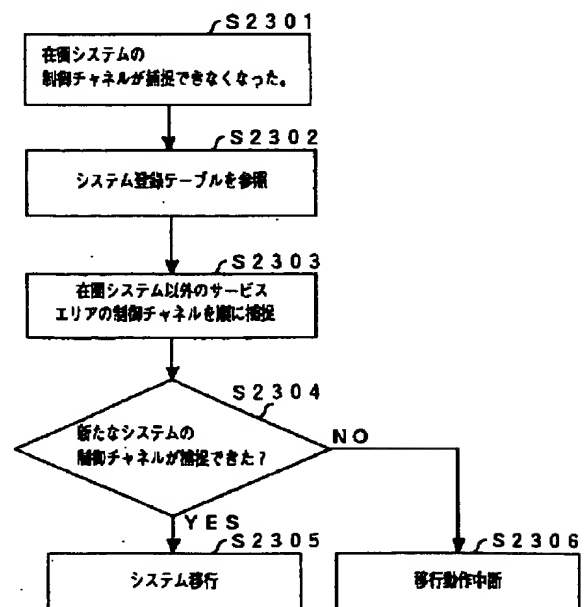 S2301
在圏システムの
制御チャネルが捕捉できなくなった。
S2302
システム登録テーブルを参照
S2303
在圏システム以外のサービス
エリアの制御チャネルを順に捕捉
S2304
新たなシステムの
制御チャネルが捕捉できた?
NO
YES
S2305
システム移行
S2306
移行動作中断